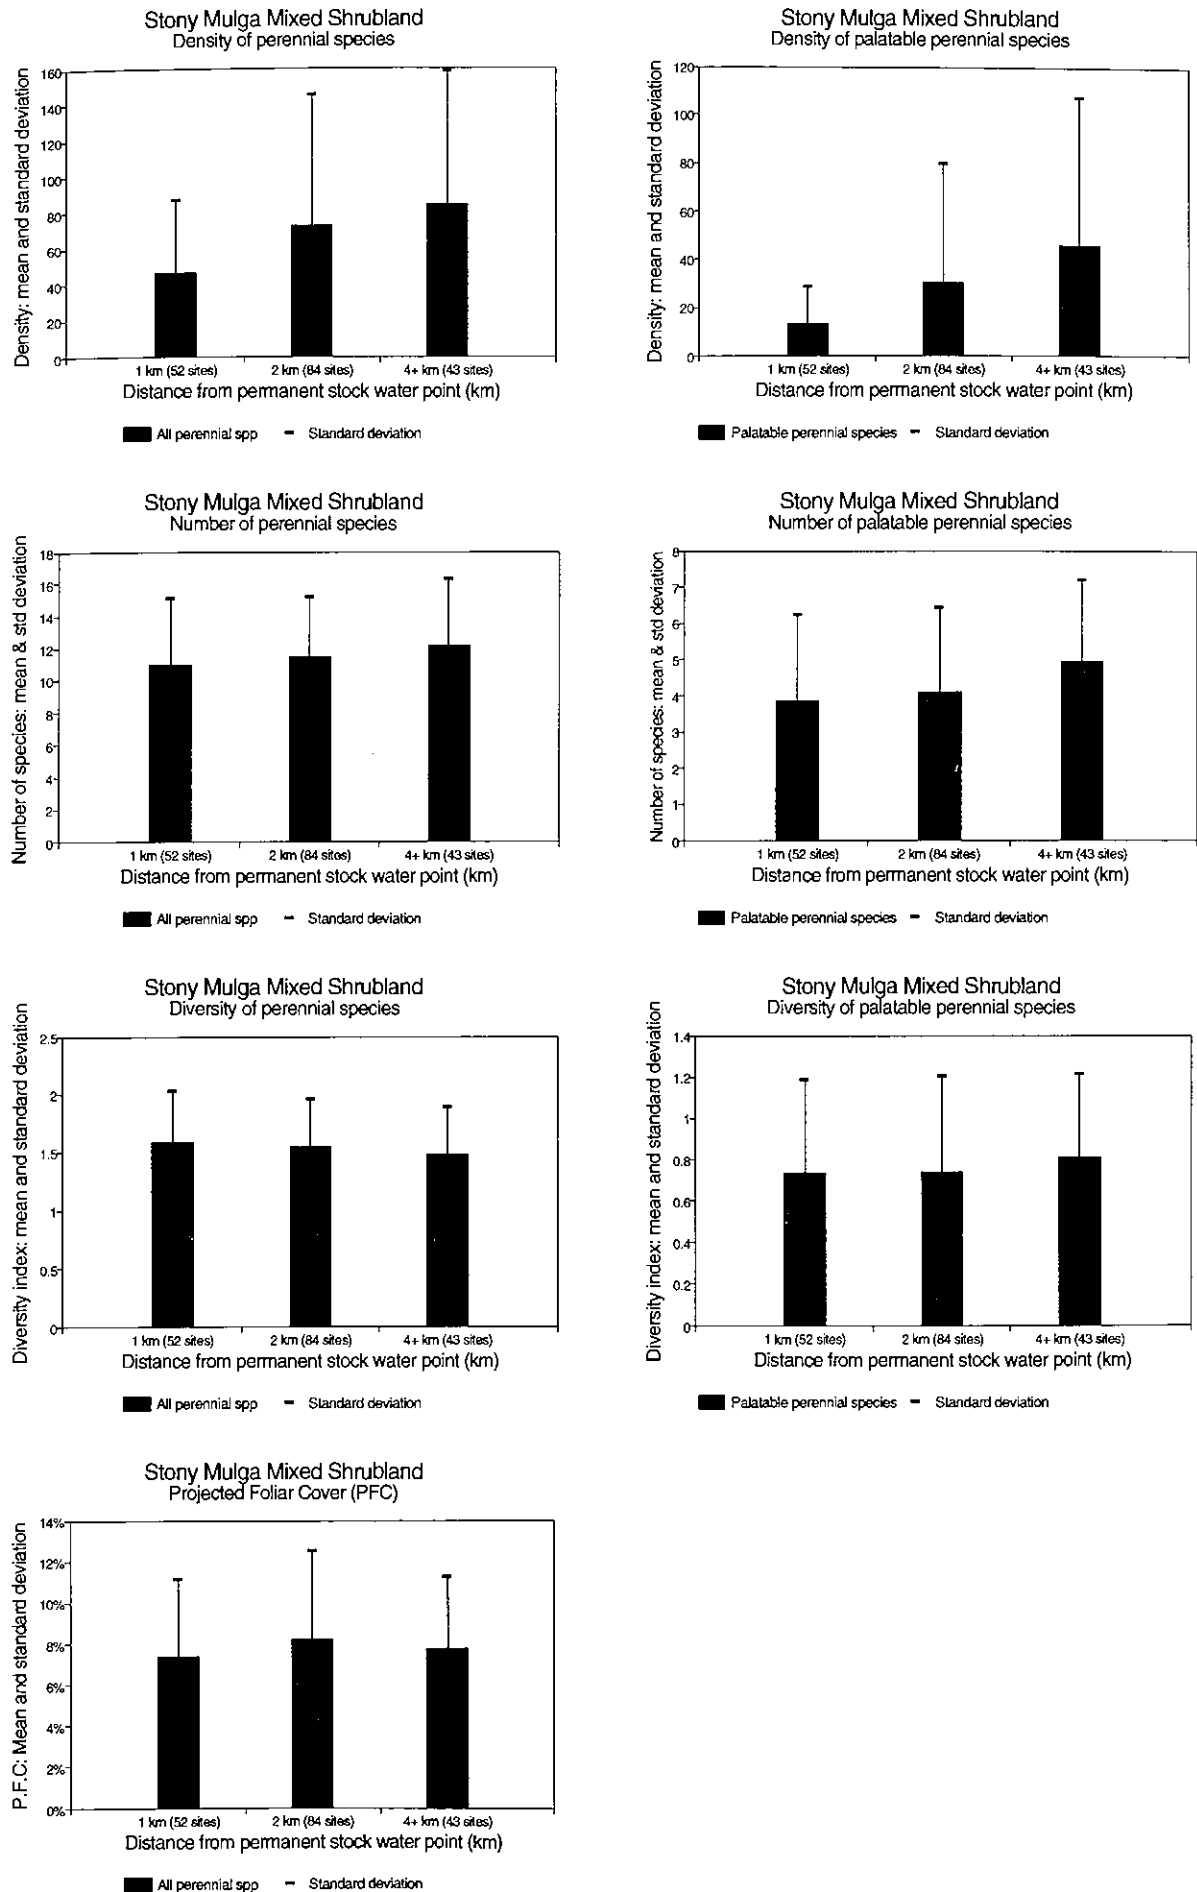 Stony Mulga Mixed Shrubland
Density of perennial species
Density: mean and standard deviation
160
140
120
100
80
60
40
20
0
1 km (52 sites) 2 km (84 sites) 4+ km (43 sites)
Distance from permanent stock water point (km)
All perennial spp Standard deviation
Stony Mulga Mixed Shrubland
Density of palatable perennial species
Density: mean and standard deviation
120
100
80
60
40
20
0
1 km (52 sites) 2 km (84 sites) 4+ km (43 sites)
Distance from permanent stock water point (km)
Palatable perennial species Standard deviation
Stony Mulga Mixed Shrubland
Number of perennial species
Number of species: mean & std deviation
18
16
14
12
10
8
6
4
2
0
1 km (52 sites) 2 km (84 sites) 4+ km (43 sites)
Distance from permanent stock water point (km)
All perennial spp Standard deviation
Stony Mulga Mixed Shrubland
Number of palatable perennial species
Number of species: mean & std deviation
8
7
6
5
4
3
2
1
0
1 km (52 sites) 2 km (84 sites) 4+ km (43 sites)
Distance from permanent stock water point (km)
Palatable perennial species Standard deviation
Stony Mulga Mixed Shrubland
Diversity of perennial species
Diversity index: mean and standard deviation
2.5
2
1.5
1
0.5
0
1 km (52 sites) 2 km (84 sites) 4+ km (43 sites)
Distance from permanent stock water point (km)
All perennial spp Standard deviation
Stony Mulga Mixed Shrubland
Diversity of palatable perennial species
Diversity index: mean and standard deviation
1.4
1.2
1
0.8
0.6
0.4
0.2
0
1 km (52 sites) 2 km (84 sites) 4+ km (43 sites)
Distance from permanent stock water point (km)
Palatable perennial species Standard deviation
Stony Mulga Mixed Shrubland
Projected Foliar Cover (PFC)
P.F.C: Mean and standard deviation
14%
12%
10%
8%
6%
4%
2%
0%
1 km (52 sites) 2 km (84 sites) 4+ km (43 sites)
Distance from permanent stock water point (km)
All perennial spp Standard deviation